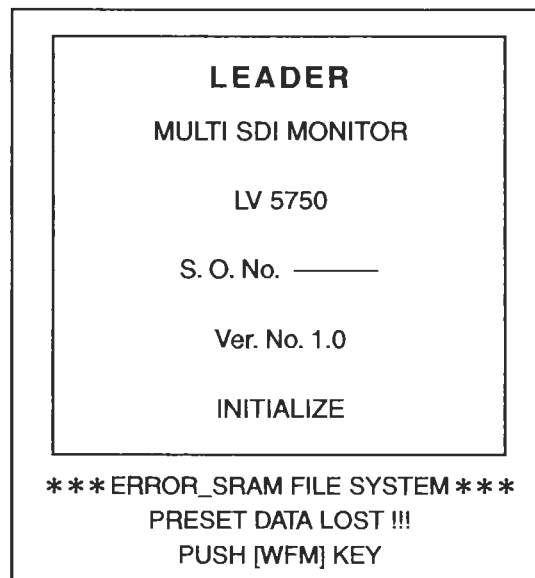 LEADER
MULTI SDI MONITOR
LV 5750
S. O. No. ———
Ver. No. 1.0
INITIALIZE
***ERROR_SRAM FILE SYSTEM***
PRESET DATA LOST !!!
PUSH [WFM] KEY